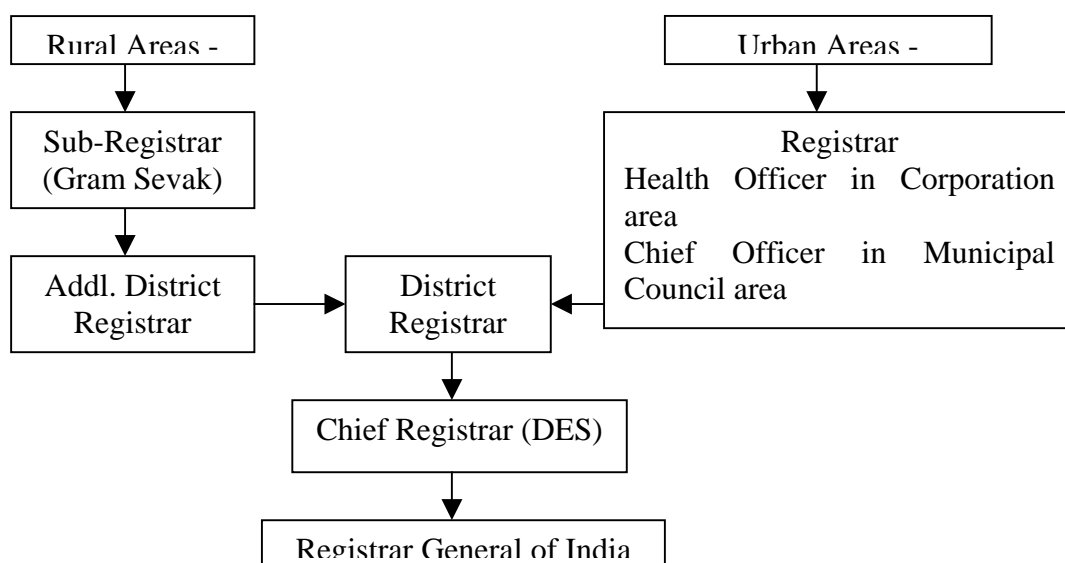 Rural Areas -
Urban Areas -
Sub-Registrar
(Gram Sevak)
Registrar
Health Officer in Corporation
area
Chief Officer in Municipal
Council area
Addl. District
Registrar
District
Registrar
Chief Registrar (DES)
Registrar General of India